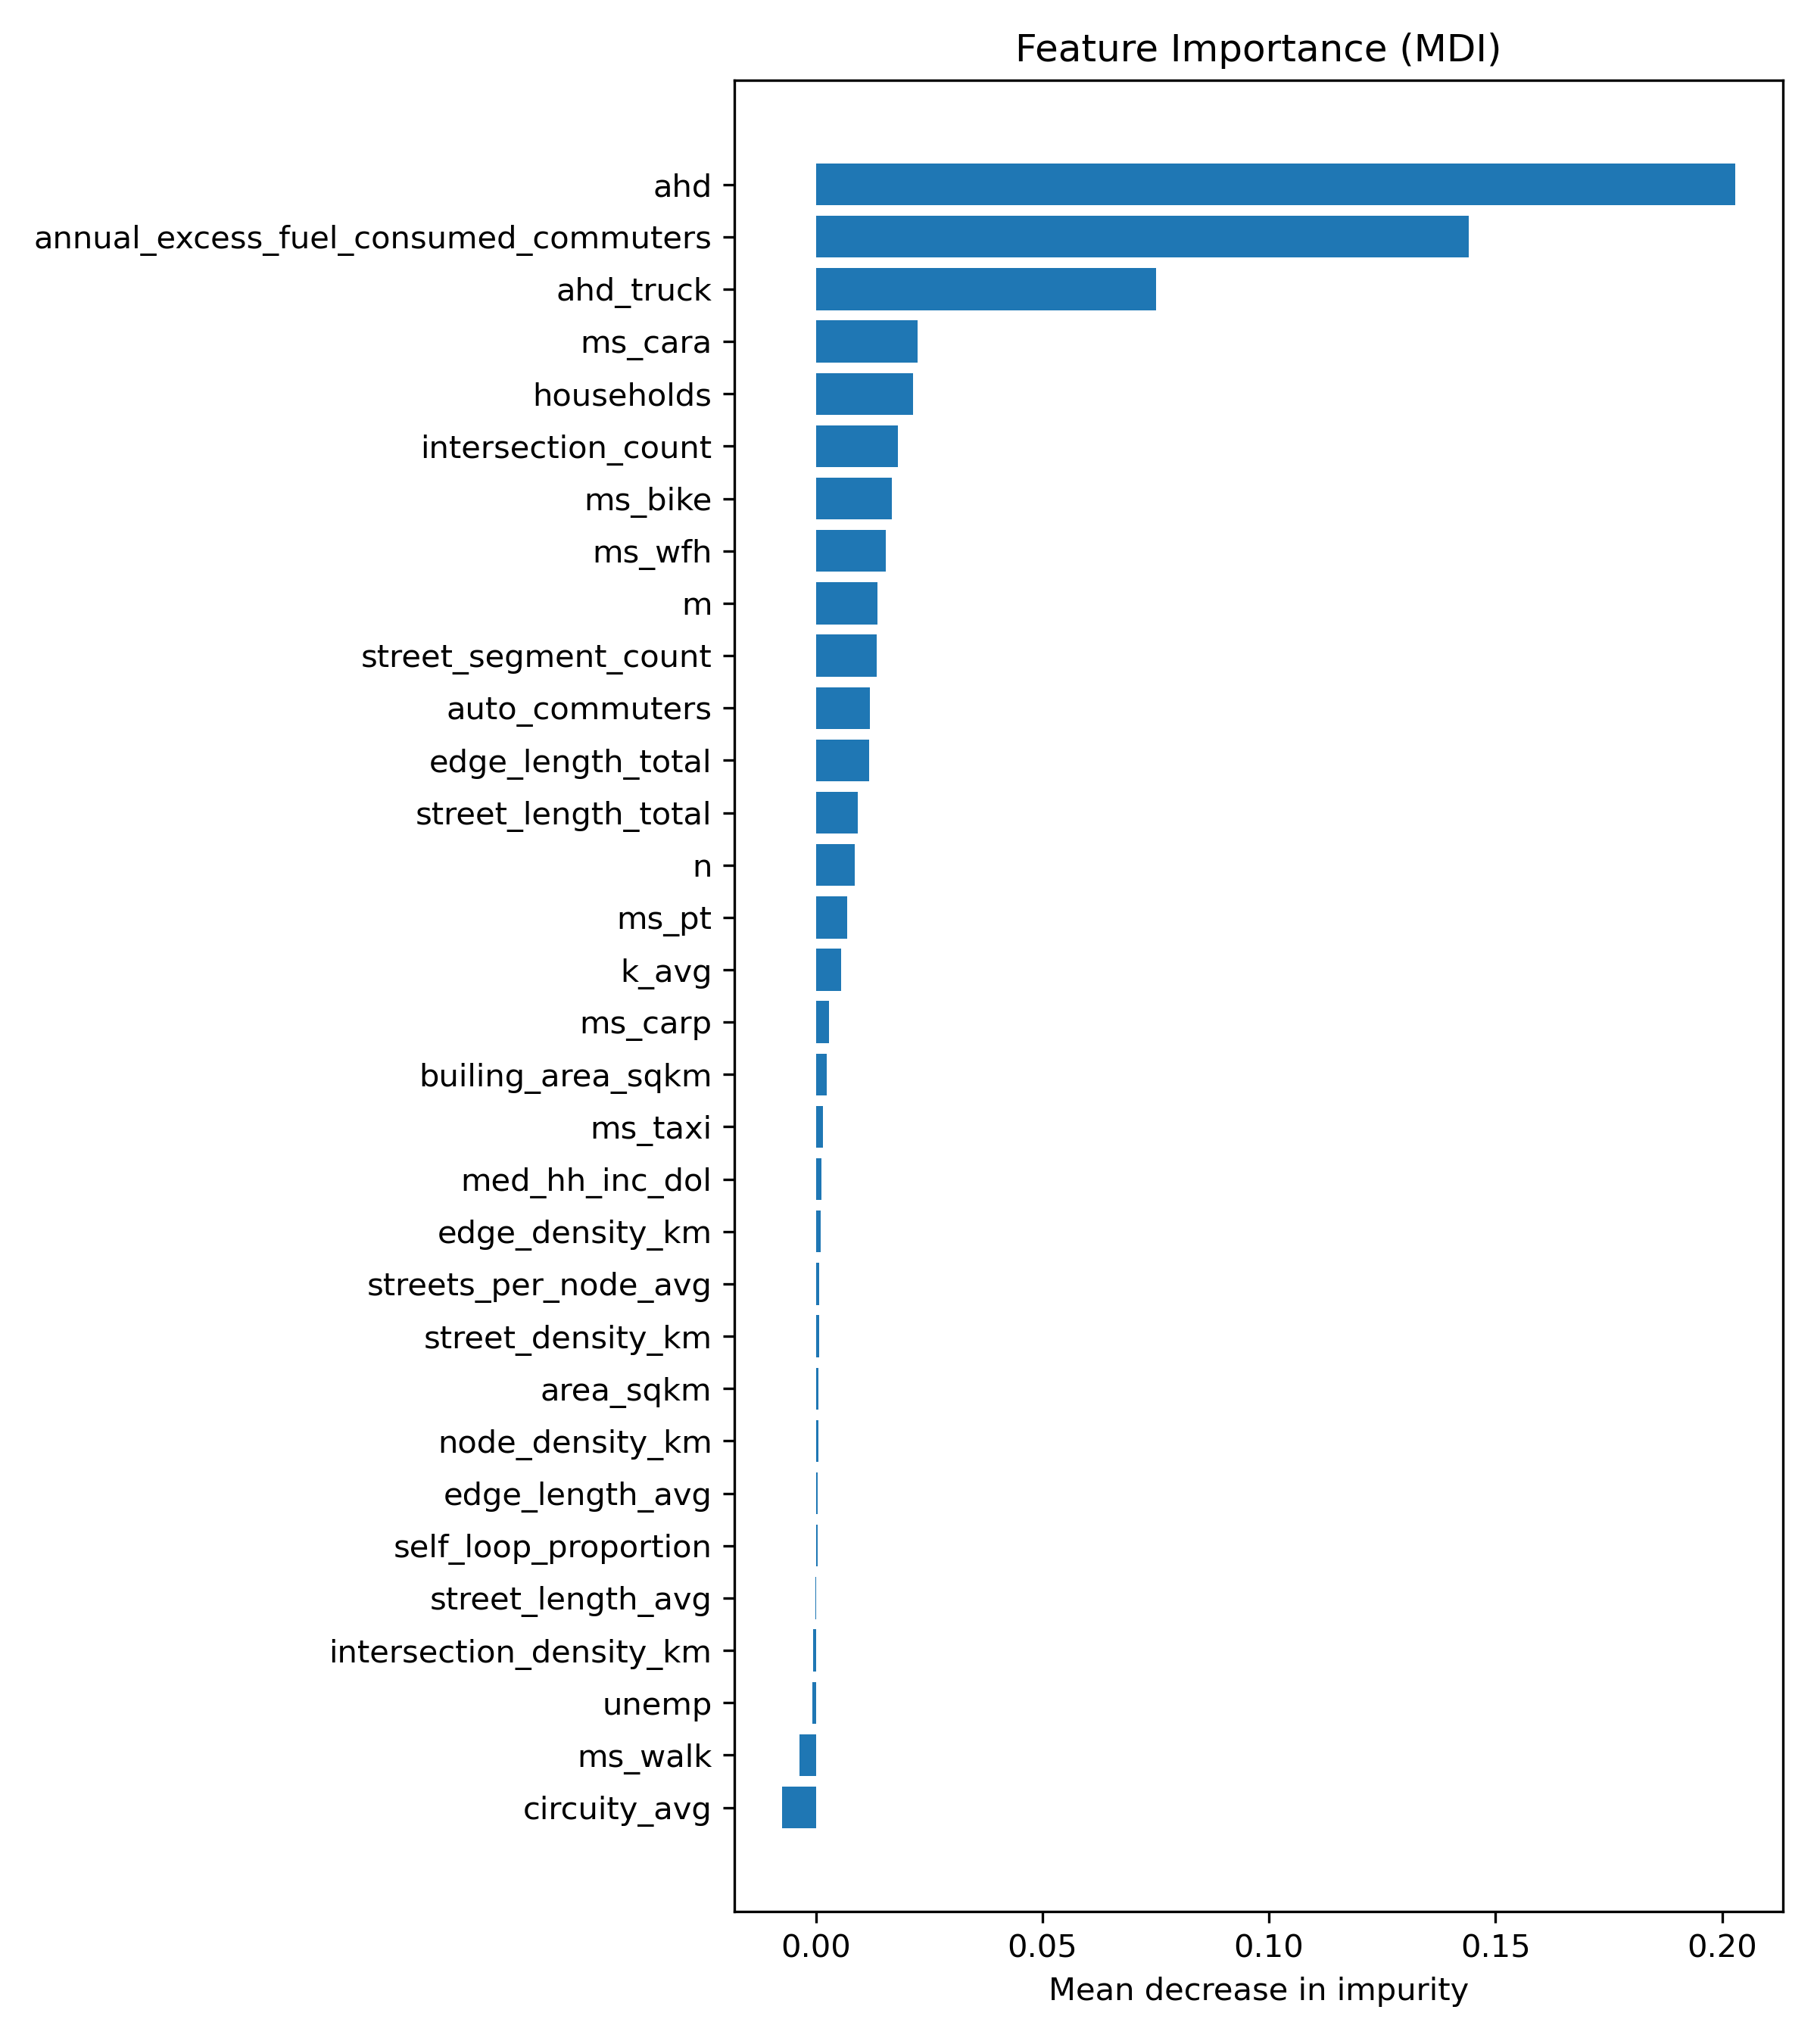 Feature Importance (MDI)
ahd
annual_excess_fuel_consumed_commuters
ahd_truck
ms_cara
households
intersection_count
ms_bike
ms_wfh
m
street_segment_count
auto_commuters
edge_length_total
street_length_total
n
ms_pt
k_avg
ms_carp
builing_area_sqkm
ms_taxi
med_hh_inc_dol
edge_density_km
streets_per_node_avg
street_density_km
area_sqkm
node_density_km
edge_length_avg
self_loop_proportion
street_length_avg
intersection_density_km
unemp
ms_walk
circuity_avg
0.00 0.05 0.10 0.15 0.20
Mean decrease in impurity